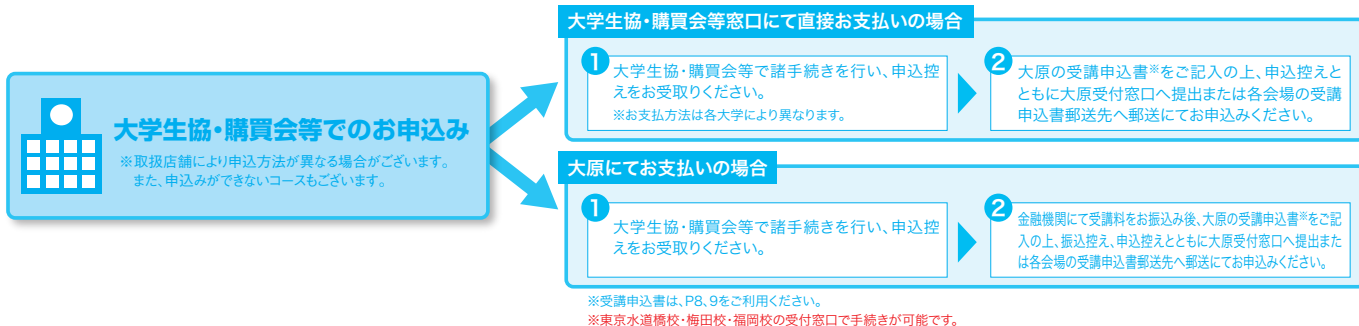 大学生協・購買会等でのお申込み
※取扱店舗により申込方法が異なる場合がございます。
また、申込みができないコースもございます。
大学生協・購買会等窓口にて直接お支払いの場合
1
大学生協・購買会等で諸手続きを行い、申込控
えをお受取りください。
※お支払方法は各大学により異なります。
2
大原の受講申込書※をご記入の上、申込控えと
ともに大原受付窓口へ提出または各会場の受講
申込書郵送先へ郵送にてお申込みください。
大原にてお支払いの場合
1
大学生協・購買会等で諸手続きを行い、申込控
えをお受取りください。
2
金融機関にて受講料をお振込み後、大原の受講申込書※をご記
入の上、振込控え、申込控えとともに大原受付窓口へ提出また
は各会場の受講申込書郵送先へ郵送にてお申込みください。
※受講申込書は、P8、9をご利用ください。
※東京水道橋校・梅田校・福岡校の受付窓口で手続きが可能です。